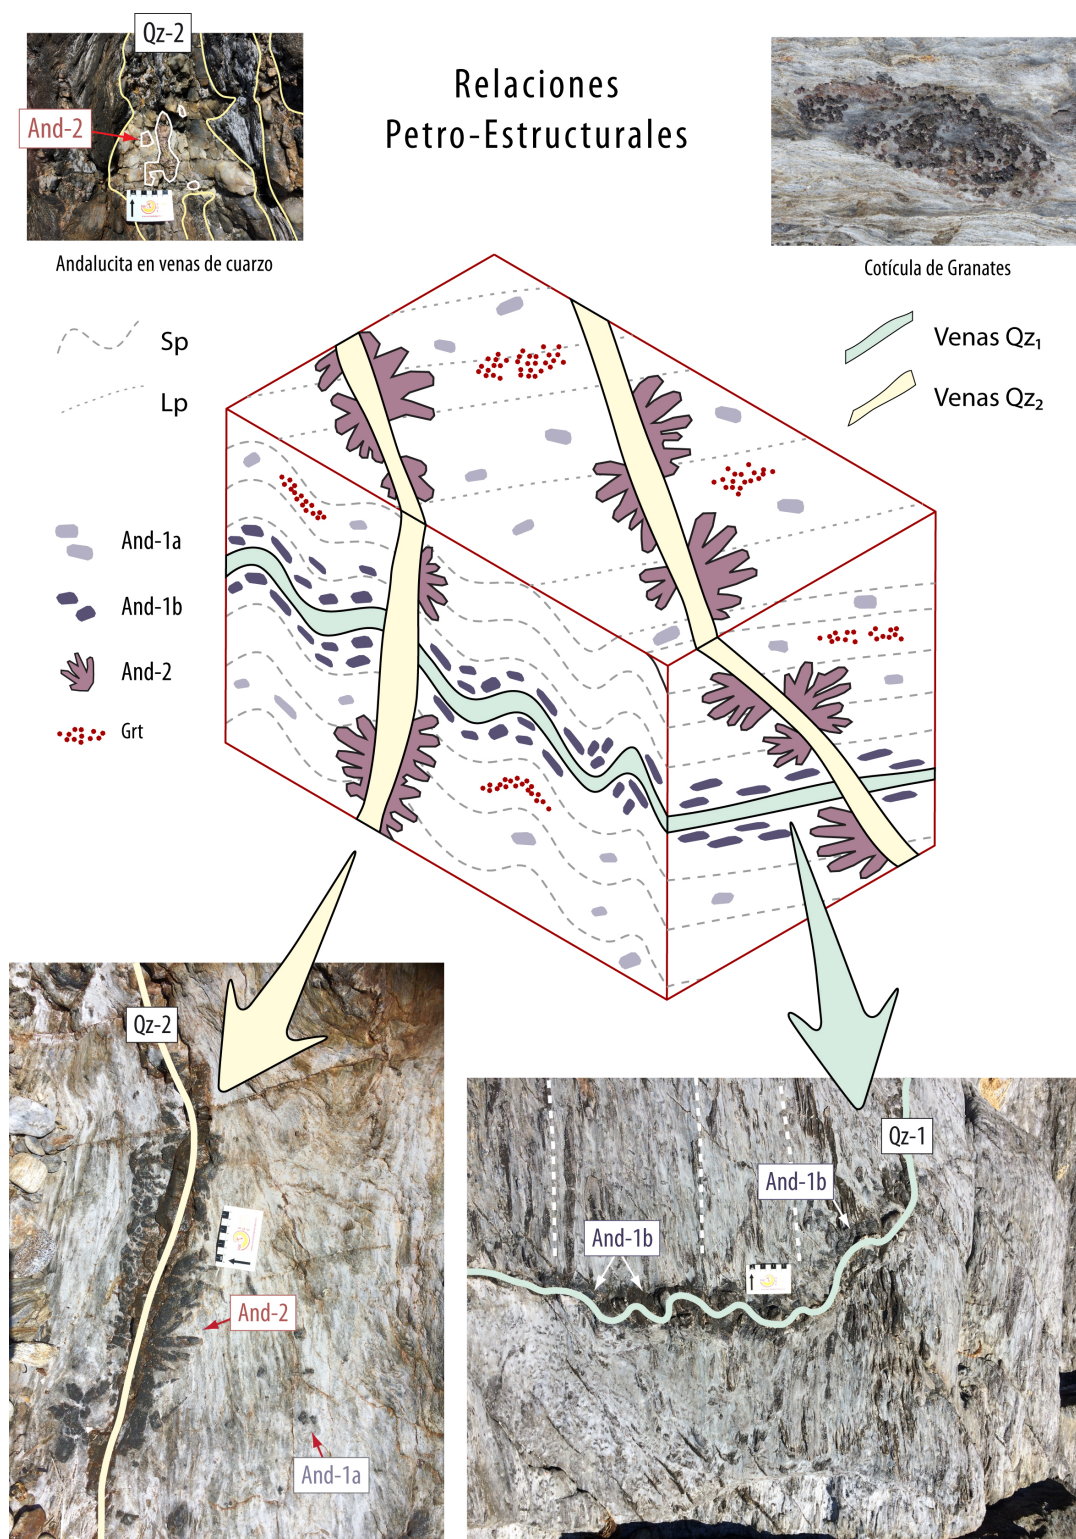 Qz-2
And-2
Andalucita en venas de cuarzo
Relaciones
Petro-Estructurales
Cotícula de Granates
Sp
Lp
Venas Qz₁
Venas Qz₂
And-1a
And-1b
And-2
Grt
Qz-2
And-2
And-1a
Qz-1
And-1b
And-1b